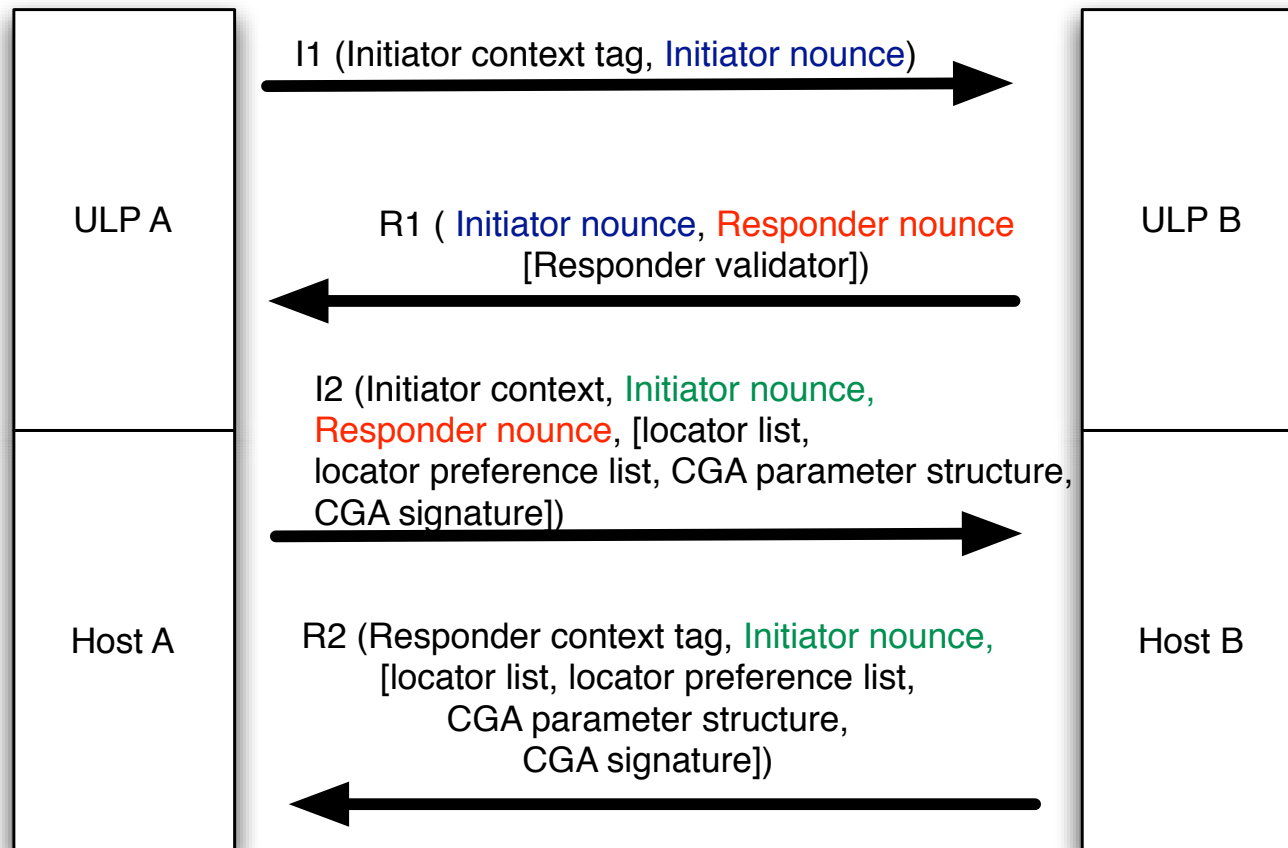 I1 (Initiator context tag, Initiator nounce)
ULP A
R1 ( Initiator nounce, Responder nounce
[Responder validator])
ULP B
I2 (Initiator context, Initiator nounce,
Responder nounce, [locator list,
locator preference list, CGA parameter structure,
CGA signature])
Host A
R2 (Responder context tag, Initiator nounce,
[locator list, locator preference list,
CGA parameter structure,
CGA signature])
Host B